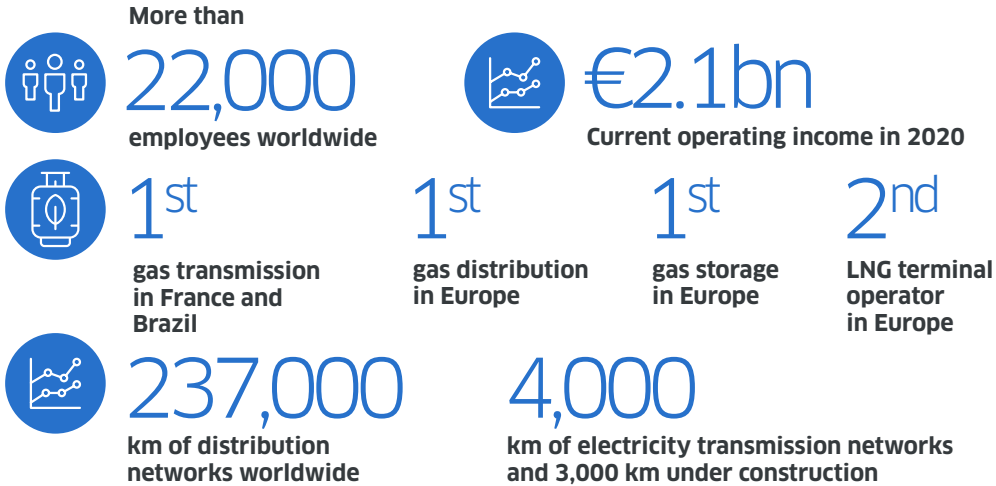 More than
22,000
employees worldwide
€2.1bn
Current operating income in 2020
1st
gas transmission
in France and
Brazil
1st
gas distribution
in Europe
1st
gas storage
in Europe
2nd
LNG terminal
operator
in Europe
237,000
km of distribution
networks worldwide
4,000
km of electricity transmission networks
and 3,000 km under construction